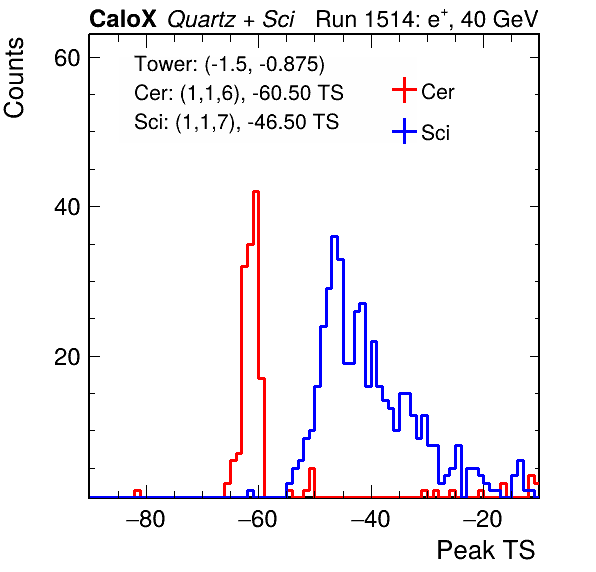 CaloX Quartz + Sci Run 1514: e⁺, 40 GeV
Tower: (-1.5, -0.875)
Cer: (1,1,6), -60.50 TS
Sci: (1,1,7), -46.50 TS
Cer
Sci
Counts
60
40
20
−80 −60 −40 −20
Peak TS